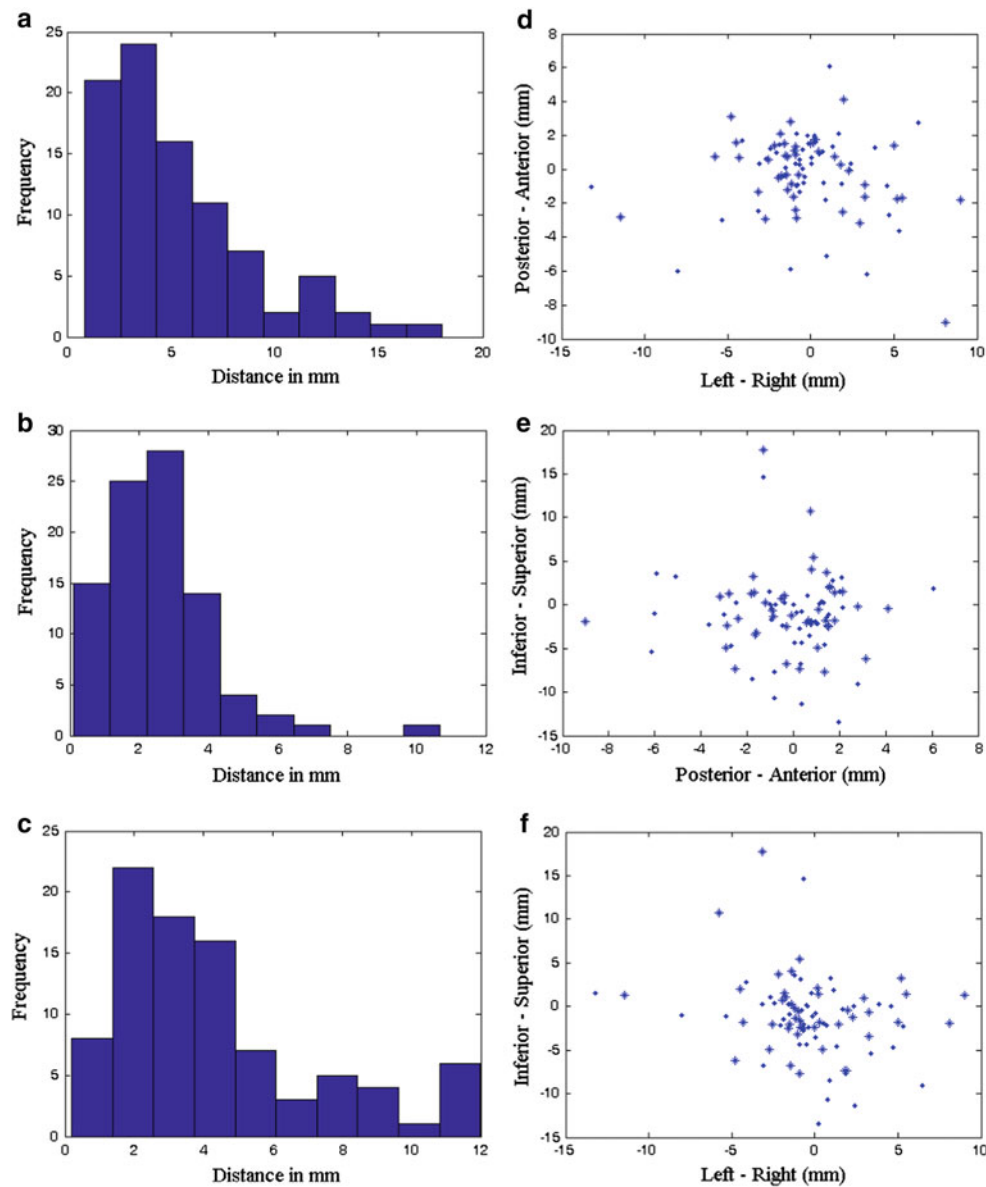 a
25
20
15
10
5
0
0 5 10 15 20
Frequency
Distance in mm
d
8
6
4
2
0
-2
-4
-6
-8
-10
-15 -10 -5 0 5 10
Posterior - Anterior (mm)
Left - Right (mm)
b
30
25
20
15
10
5
0
0 2 4 6 8 10 12
Frequency
Distance in mm
e
20
15
10
5
0
-5
-10
-15
-10 -8 -6 -4 -2 0 2 4 6 8
Inferior - Superior (mm)
Posterior - Anterior (mm)
c
25
20
15
10
5
0
0 2 4 6 8 10 12
Frequency
Distance in mm
f
20
15
10
5
0
-5
-10
-15
-15 -10 -5 0 5 10
Inferior - Superior (mm)
Left - Right (mm)